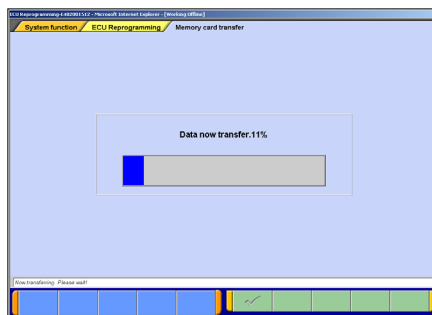 ECU Reprogramming-E402001512 - Microsoft Internet Explorer - [Working Offline]
System function ECU Reprogramming Memory card transfer
Data now transfer.11%
Now transferring. Please wait!